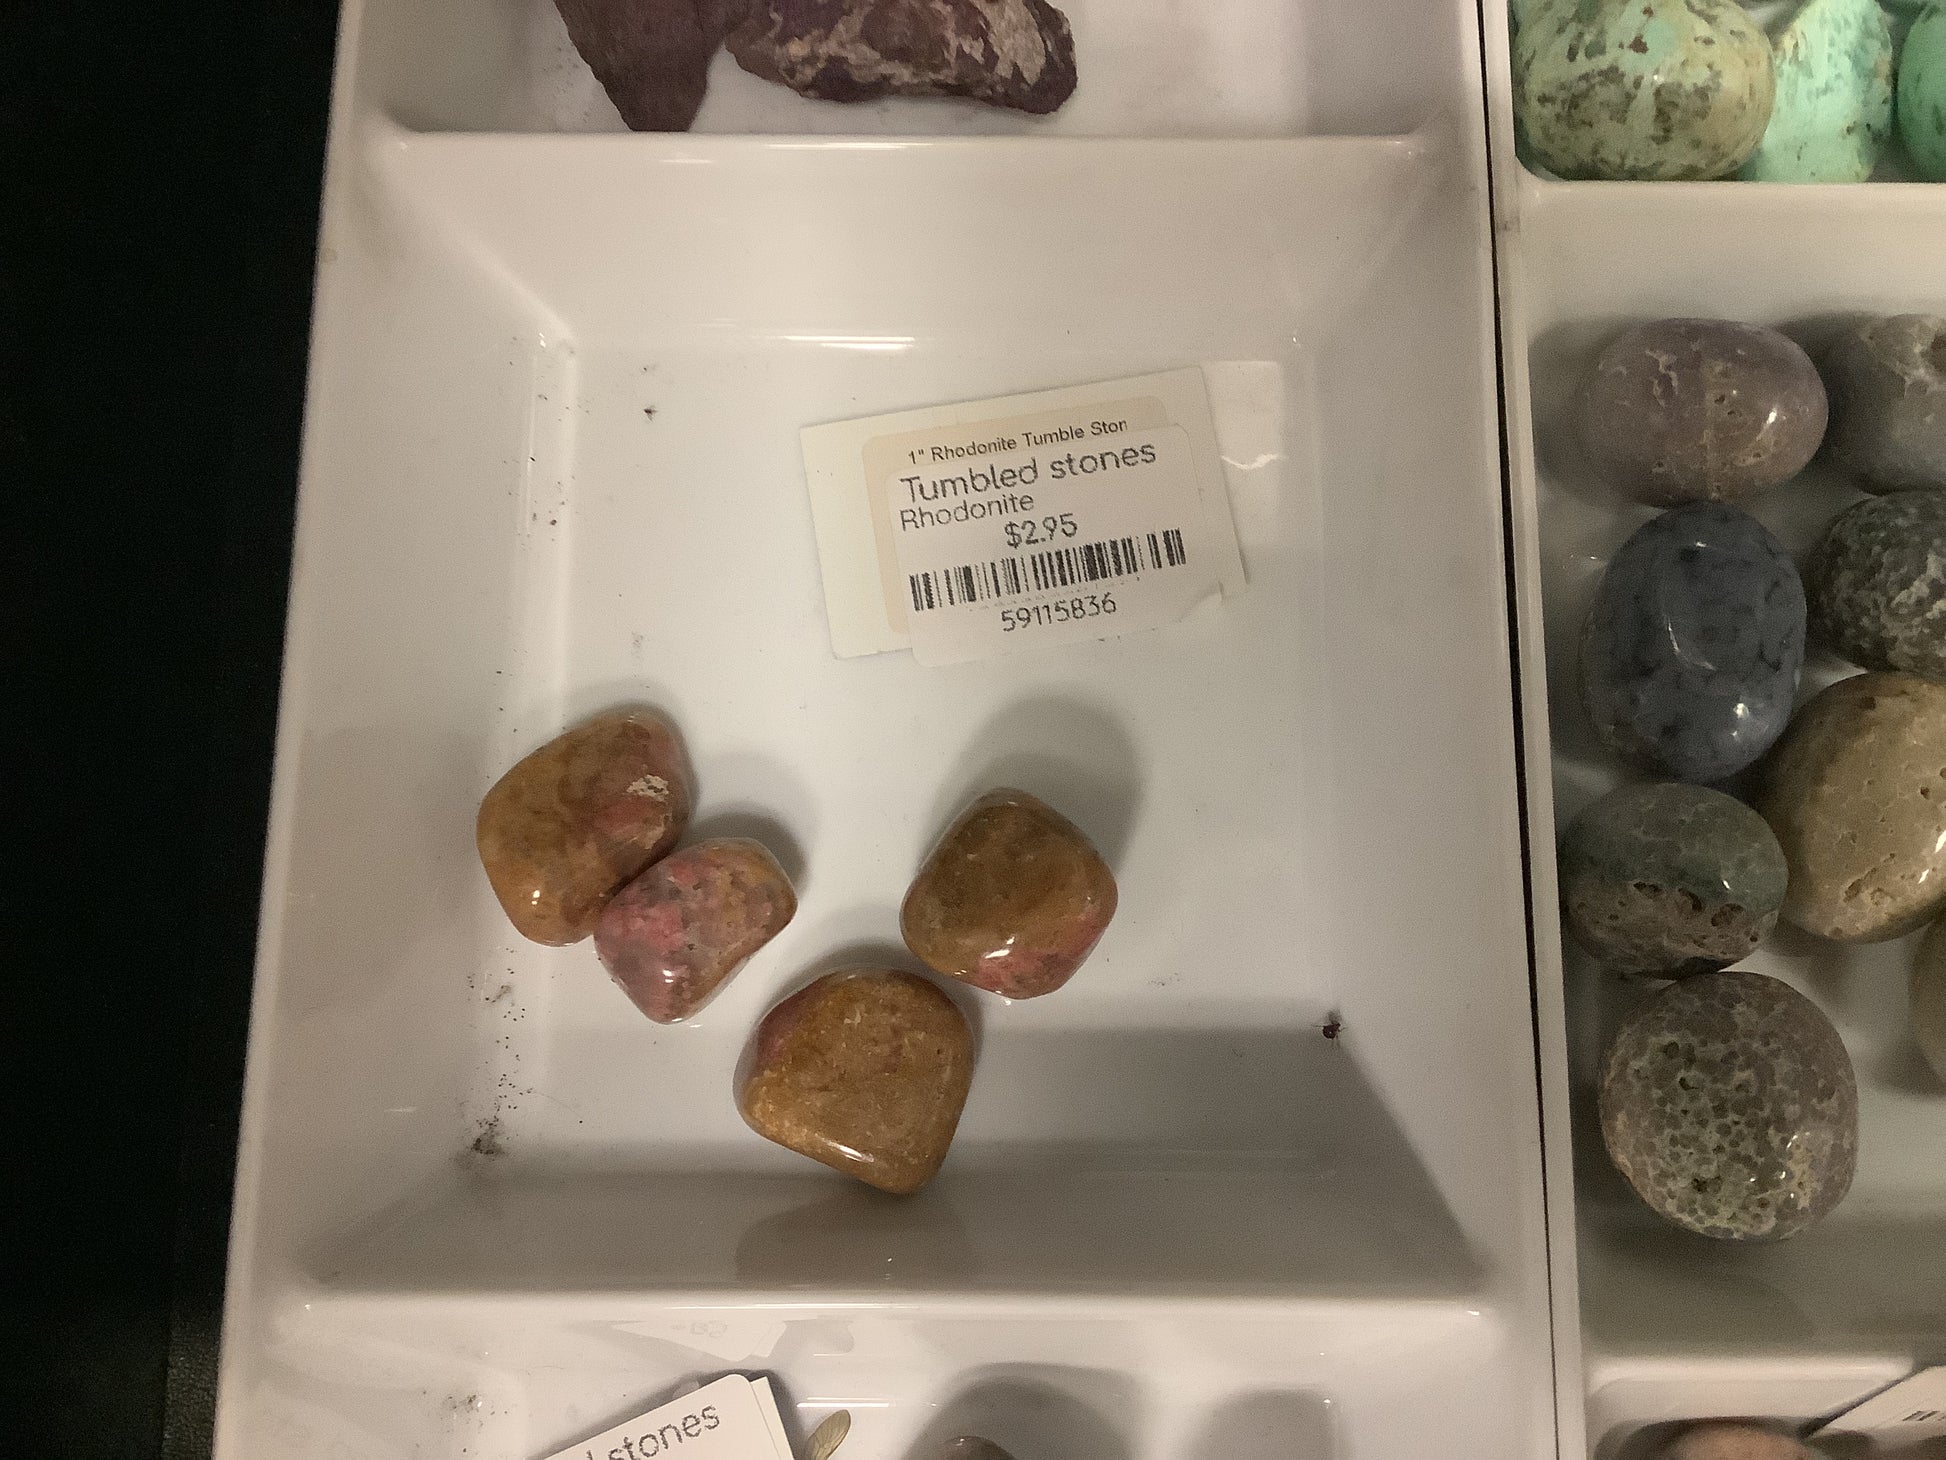 1" Rhodonite Tumble Ston
Tumbled stones
Rhodonite
$2.95
59115836
stones